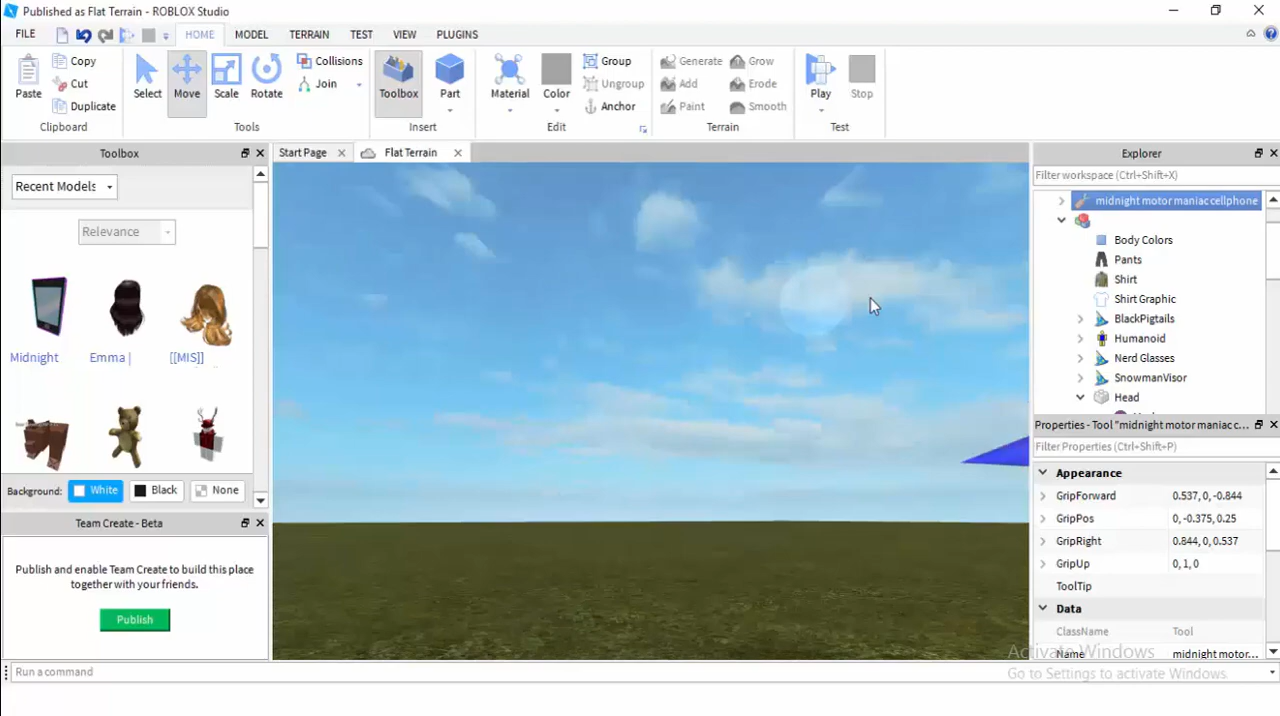 Published as Flat Terrain - ROBLOX Studio
FILE HOME MODEL TERRAIN TEST VIEW PLUGINS
Paste Copy Cut Duplicate
Clipboard
Select Move Scale Rotate Collisions Join
Tools
Toolbox Part
Insert
Material Color Group Ungroup Anchor
Edit
Generate Grow
Add Erode
Paint Smooth
Terrain
Play Stop
Test
Toolbox
Recent Models
Relevance
Midnight Emma | [[MIS]]
Background: White Black None
Team Create - Beta
Publish and enable Team Create to build this place
together with your friends.
Publish
Start Page Flat Terrain
Explorer
Filter workspace (Ctrl+Shift+X)
midnight motor maniac cellphone
Body Colors
Pants
Shirt
Shirt Graphic
BlackPigtails
Humanoid
Nerd Glasses
SnowmanVisor
Head
Properties - Tool "midnight motor maniac c...
Filter Properties (Ctrl+Shift+P)
Appearance
GripForward 0.537, 0, -0.844
GripPos 0, -0.375, 0.25
GripRight 0.844, 0, 0.537
GripUp 0, 1, 0
ToolTip
Data
ClassName Tool
Name midnight motor...
Activate Windows
Go to Settings to activate Windows.
Run a command